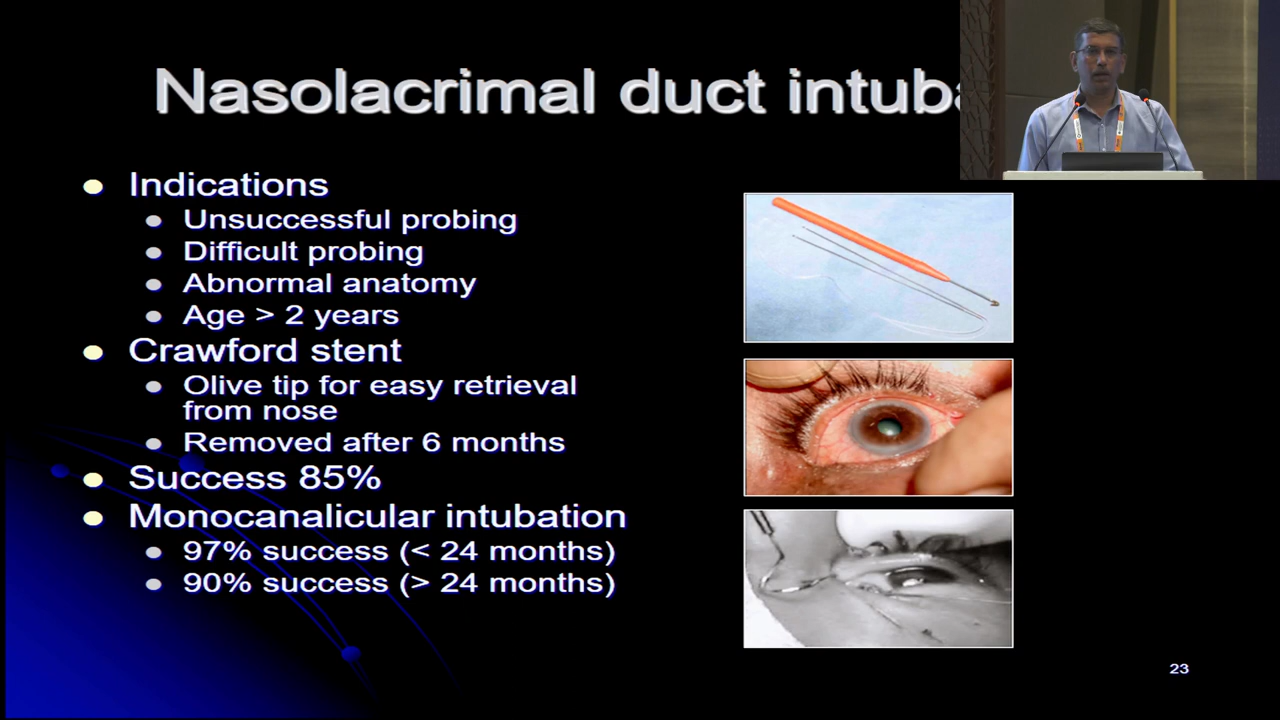 Nasolacrimal duct intuba
Indications
Unsuccessful probing
Difficult probing
Abnormal anatomy
Age > 2 years
Crawford stent
Olive tip for easy retrieval
from nose
Removed after 6 months
Success 85%
Monocanalicular intubation
97% success (< 24 months)
90% success (> 24 months)
23